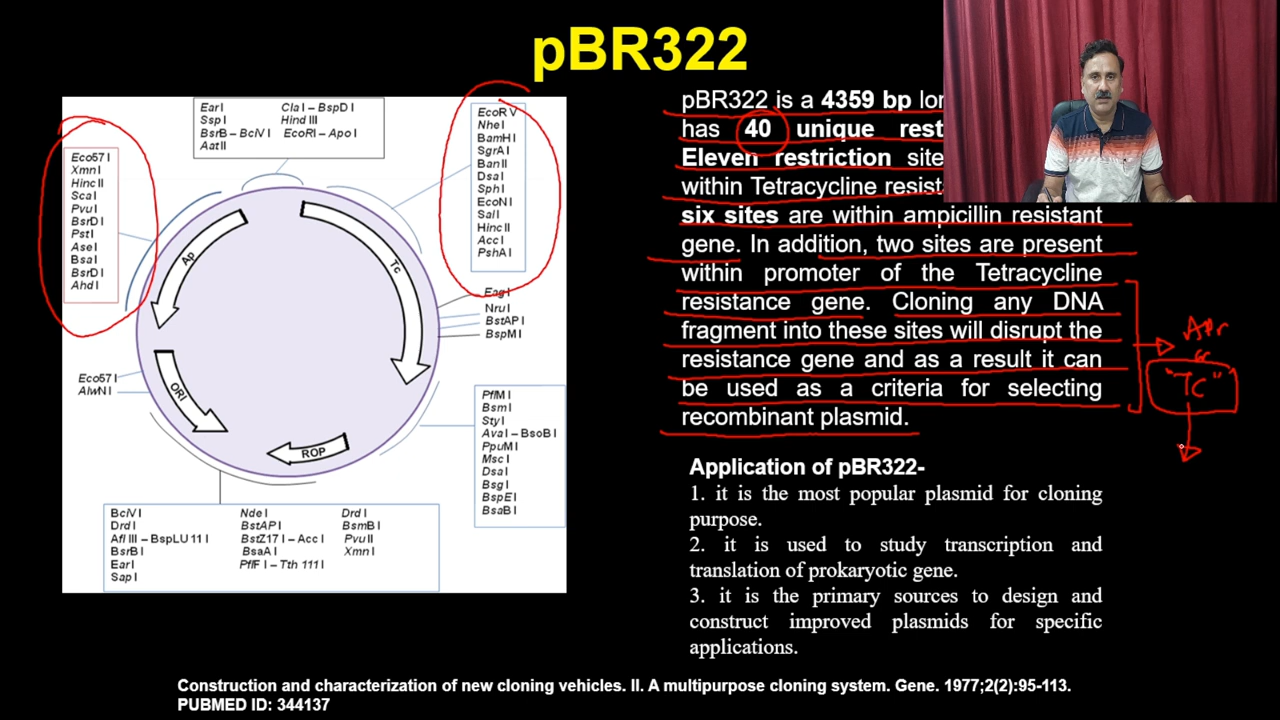 pBR322
EarI ClaI – BspD I
Ssp I Hind III
BsrB – BciV I EcoRI – Apo I
Aat II
Eco57 I
Xmn I
Hinc II
Sca I
Pvu I
BsrD I
Pst I
Ase I
Bsa I
BsrD I
Ahd I
EcoR V
Nhe I
BamH I
SgrA I
Ban II
Dsa I
Sph I
EcoN I
Sal I
Hinc II
Acc I
PshA I
Ap
Tc
Eag I
Nru I
BstAP I
BspM I
Eco57 I
AlwN I
ORI
ROP
PflM I
Bsm I
Sty I
Ava I – BsoB I
PpuM I
Msc I
Dsa I
Bsg I
BspE I
BsaB I
BciV I Nde I Drd I
Drd I BstAP I BsmB I
Afl III – BspLU 11 I BstZ17 I – Acc I Pvu II
BsrB I BsaA I Xmn I
Ear I PflF I – Tth 111 I
Sap I
pBR322 is a 4359 bp
has 40 unique
Eleven restriction
within Tetracycline
six sites are within ampicillin resistant
gene. In addition, two sites are present
within promoter of the Tetracycline
resistance gene. Cloning any DNA
fragment into these sites will disrupt the
resistance gene and as a result it can
be used as a criteria for selecting
recombinant plasmid.
"TC"
Application of pBR322-
1. it is the most popular plasmid for cloning
purpose.
2. it is used to study transcription and
translation of prokaryotic gene.
3. it is the primary sources to design and
construct improved plasmids for specific
applications.
Construction and characterization of new cloning vehicles. II. A multipurpose cloning system. Gene. 1977;2(2):95-113.
PUBMED ID: 344137